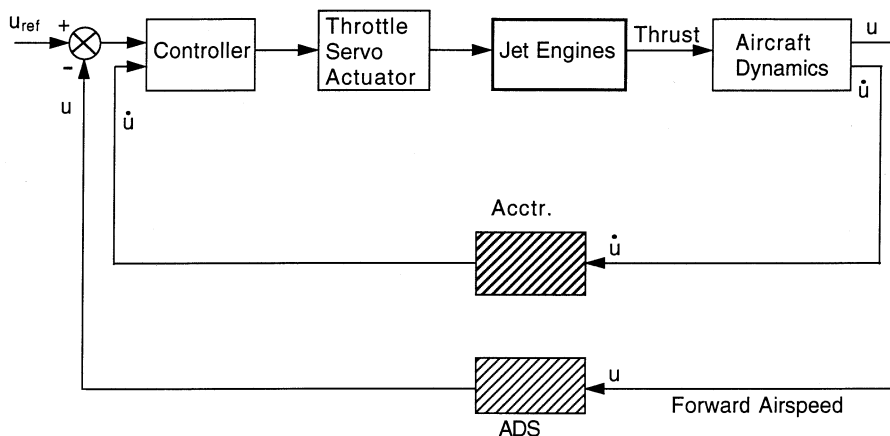 u_ref
+
-
u
u̇
Controller
Throttle
Servo
Actuator
Jet Engines
Thrust
Aircraft
Dynamics
u
u̇
Acctr.
u̇
u
Forward Airspeed
ADS